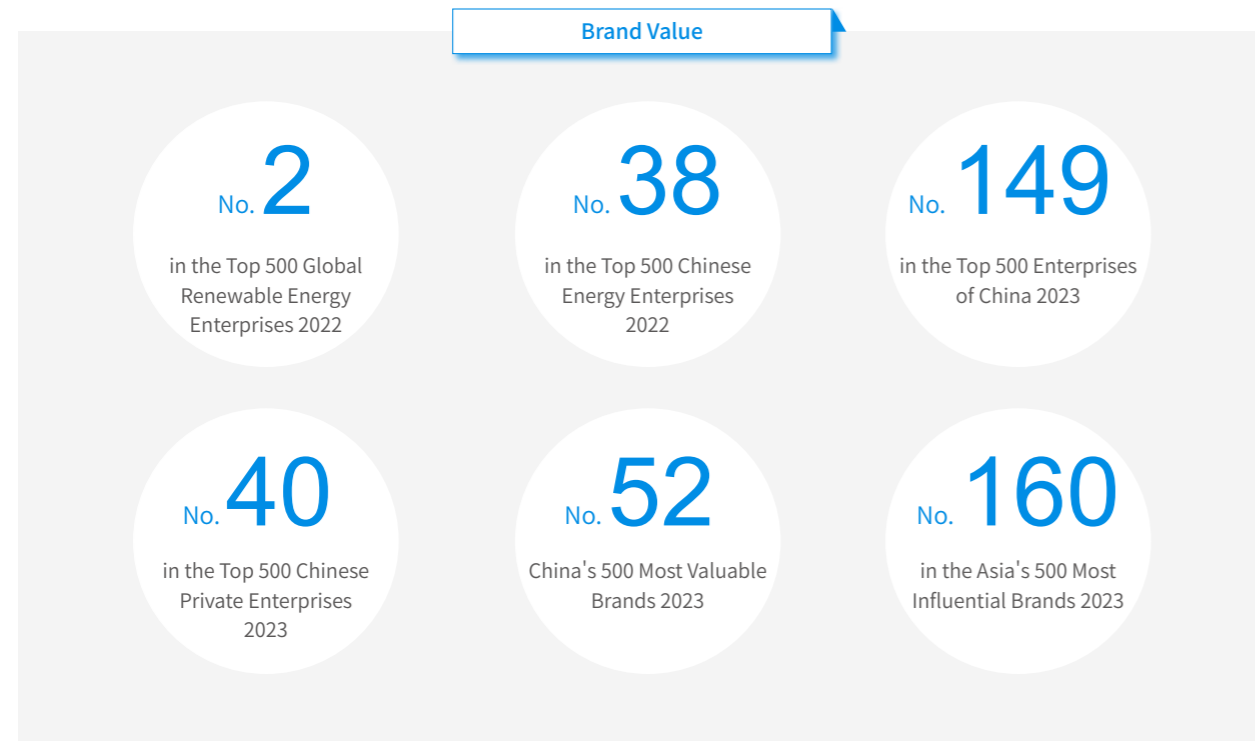 Brand Value
No. 2
in the Top 500 Global
Renewable Energy
Enterprises 2022
No. 38
in the Top 500 Chinese
Energy Enterprises
2022
No. 149
in the Top 500 Enterprises
of China 2023
No. 40
in the Top 500 Chinese
Private Enterprises
2023
No. 52
China's 500 Most Valuable
Brands 2023
No. 160
in the Asia's 500 Most
Influential Brands 2023